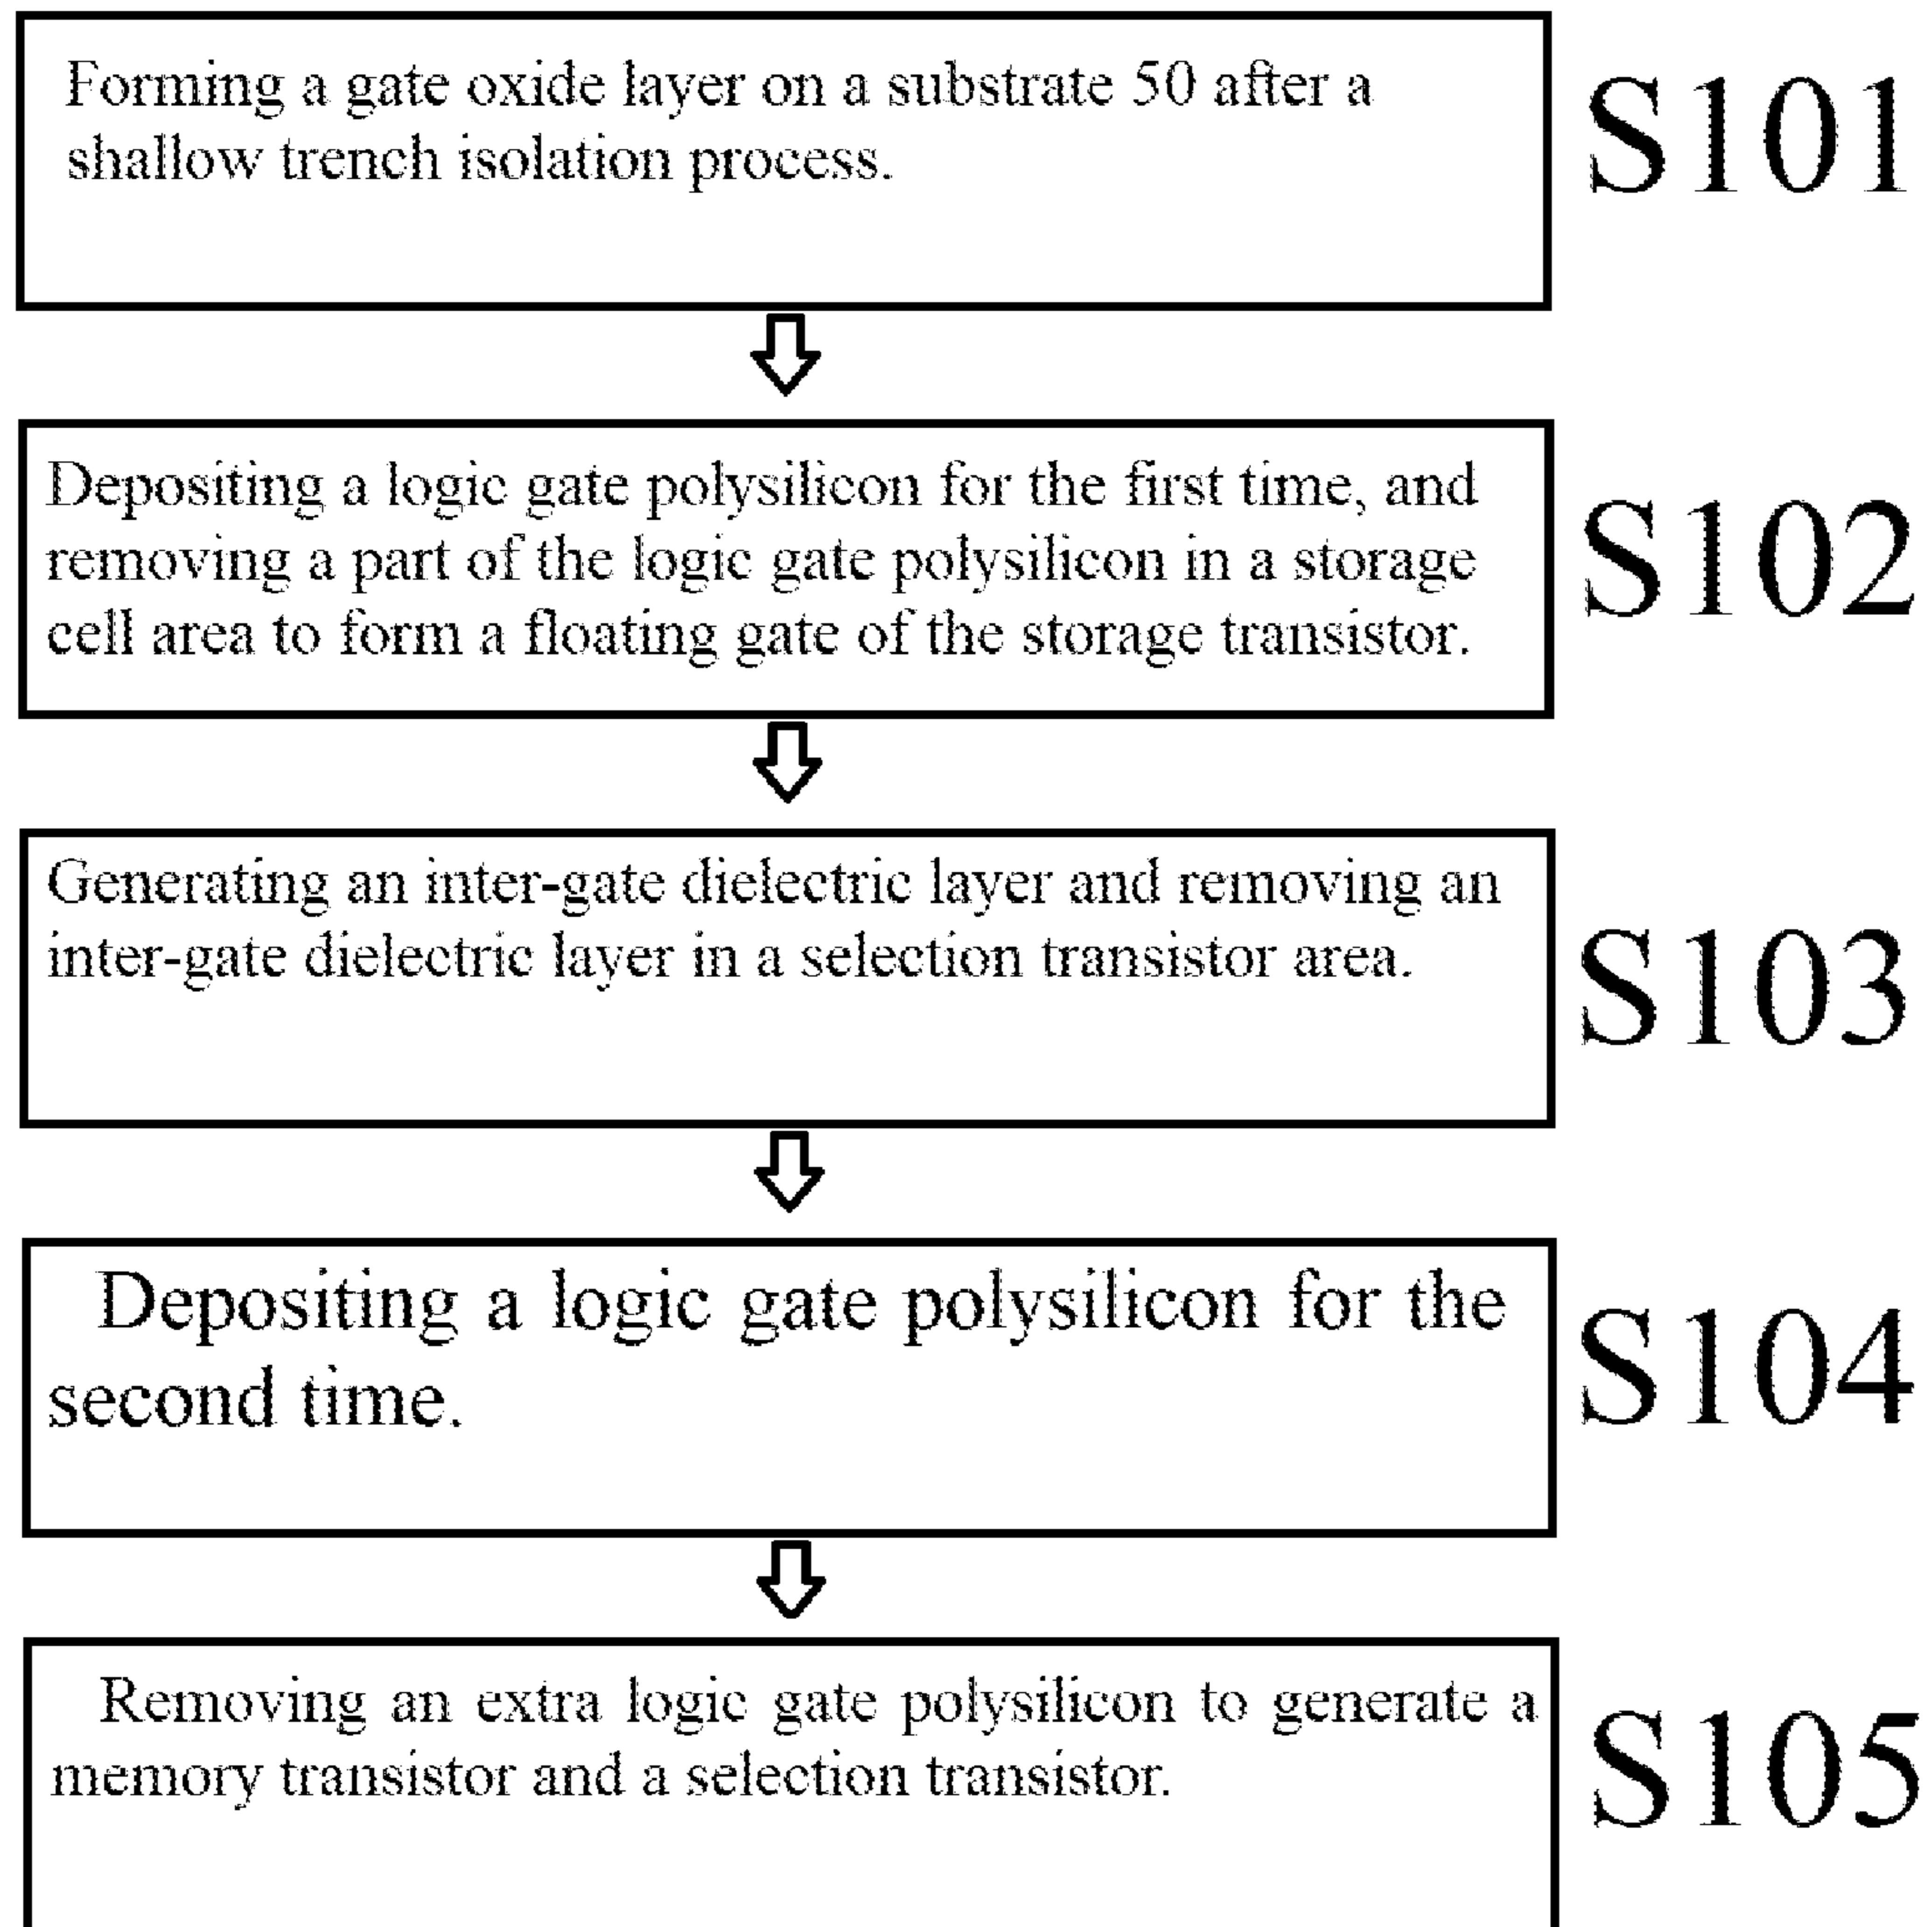 Forming a gate oxide layer on a substrate 50 after a
shallow trench isolation process.
S101
Depositing a logic gate polysilicon for the first time, and
removing a part of the logic gate polysilicon in a storage
cell area to form a floating gate of the storage transistor.
S102
Generating an inter-gate dielectric layer and removing an
inter-gate dielectric layer in a selection transistor area.
S103
Depositing a logic gate polysilicon for the
second time.
S104
Removing an extra logic gate polysilicon to generate a
memory transistor and a selection transistor.
S105